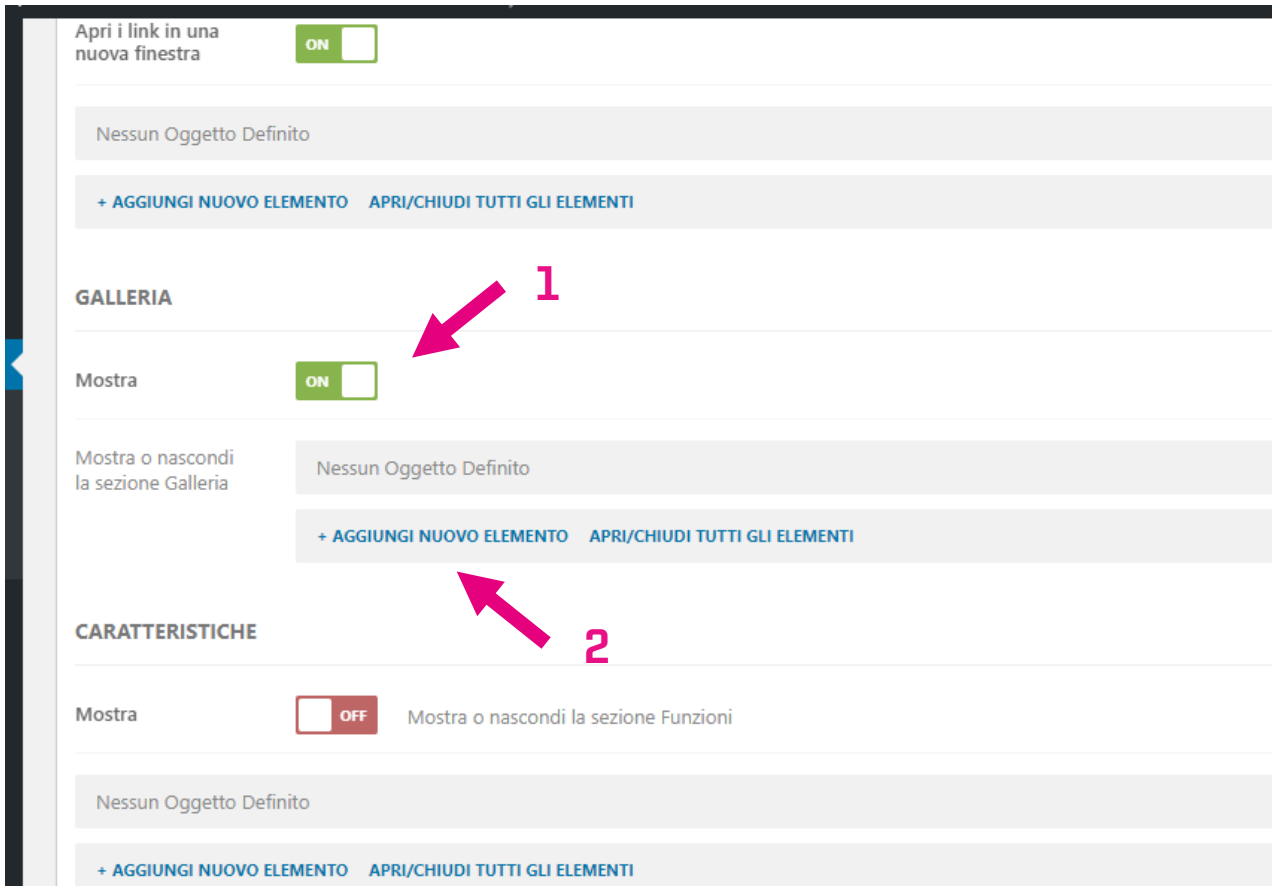 Apri i link in una
nuova finestra
ON
Nessun Oggetto Definito
+ AGGIUNGI NUOVO ELEMENTO APRI/CHIUDI TUTTI GLI ELEMENTI
1
GALLERIA
Mostra
ON
Mostra o nascondi
la sezione Galleria
Nessun Oggetto Definito
+ AGGIUNGI NUOVO ELEMENTO APRI/CHIUDI TUTTI GLI ELEMENTI
2
CARATTERISTICHE
Mostra
OFF
Mostra o nascondi la sezione Funzioni
Nessun Oggetto Definito
+ AGGIUNGI NUOVO ELEMENTO APRI/CHIUDI TUTTI GLI ELEMENTI